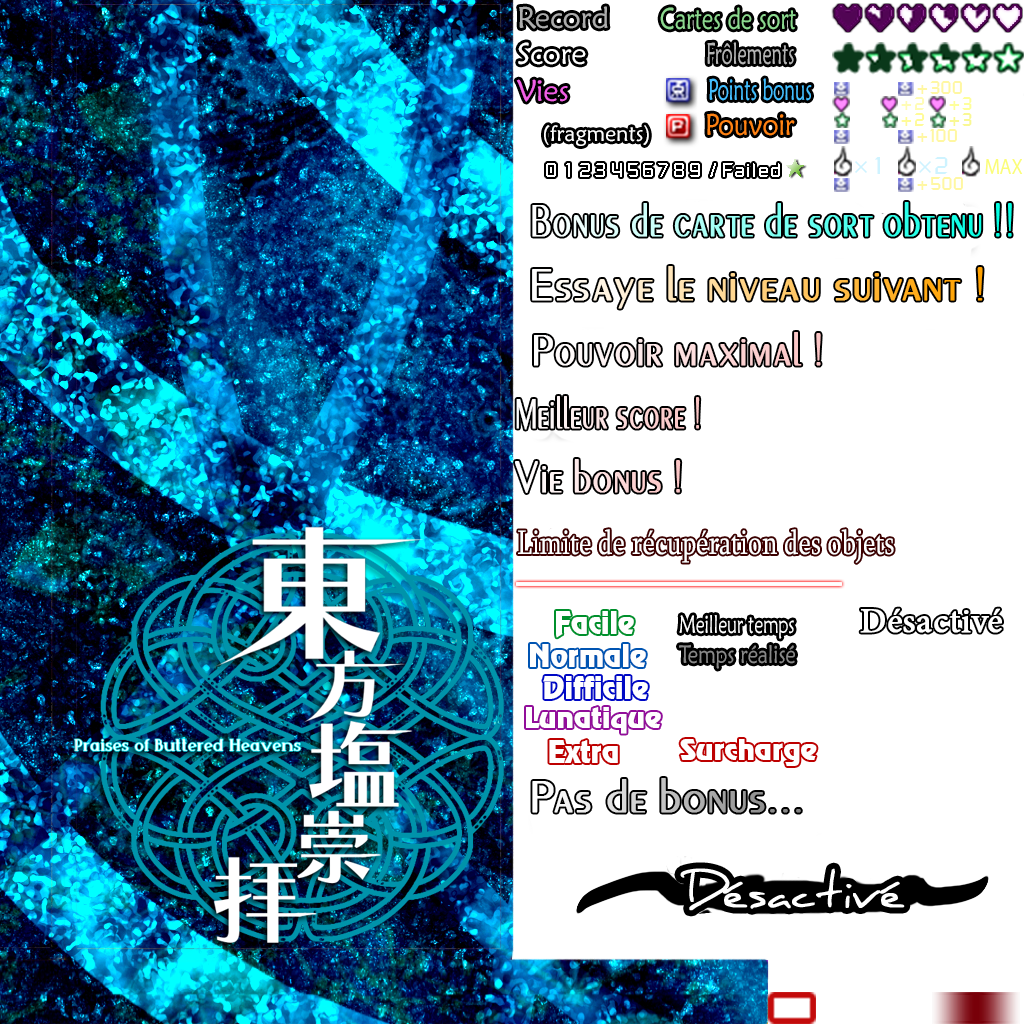 Record
Score
Vies
(fragments)
Cartes de sort
Frôlements
Points bonus
P Pouvoir
0123456789/Failed
+300
+2 +3
+2 +3
+100
×1 ×2 MAX
+500
Bonus de carte de sort obtenu !!
Essaye le niveau suivant !
Pouvoir maximal !
Meilleur score !
Vie bonus !
Limite de récupération des objets
Facile
Normale
Difficile
Lunatique
Extra
Meilleur temps
Temps réalisé
Surcharge
Désactivé
Pas de bonus...
Désactivé
東方塩崇拝
Praises of Buttered Heavens